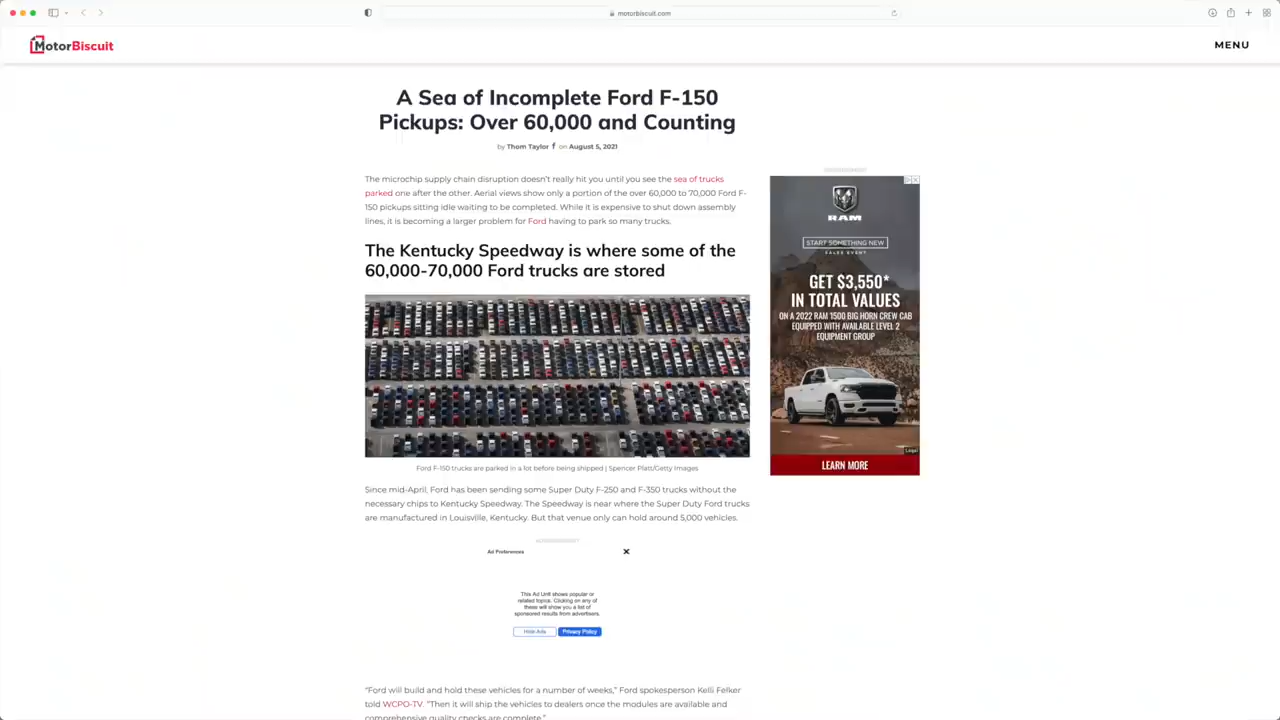 motorbiscuit.com
MotorBiscuit
MENU
A Sea of Incomplete Ford F-150
Pickups: Over 60,000 and Counting
by Thom Taylor f on August 5, 2021
The microchip supply chain disruption doesn't really hit you until you see the sea of trucks
parked one after the other. Aerial views show only a portion of the over 60,000 to 70,000 Ford F-
150 pickups sitting idle waiting to be completed. While it is expensive to shut down assembly
lines, it is becoming a larger problem for Ford having to park so many trucks.
The Kentucky Speedway is where some of the
60,000-70,000 Ford trucks are stored
Ford F-150 trucks are parked in a lot before being shipped | Spencer Platt/Getty Images
Since mid-April, Ford has been sending some Super Duty F-250 and F-350 trucks without the
necessary chips to Kentucky Speedway. The Speedway is near where the Super Duty Ford trucks
are manufactured in Louisville, Kentucky. But that venue only can hold around 5,000 vehicles.
Ad Preferences
This Ad Unit shows popular or
related topics. Clicking on any of
these will show you a list of
sponsored results from advertisers.
Hide Ads Privacy Policy
"Ford will build and hold these vehicles for a number of weeks," Ford spokesperson Kelli Felker
told WCPO-TV. "Then it will ship the vehicles to dealers once the modules are available and
comprehensive quality checks are complete."
RAM
START SOMETHING NEW
SALES EVENT
GET $3,550*
IN TOTAL VALUES
ON A 2022 RAM 1500 BIG HORN CREW CAB
EQUIPPED WITH AVAILABLE LEVEL 2
EQUIPMENT GROUP
Legal
LEARN MORE